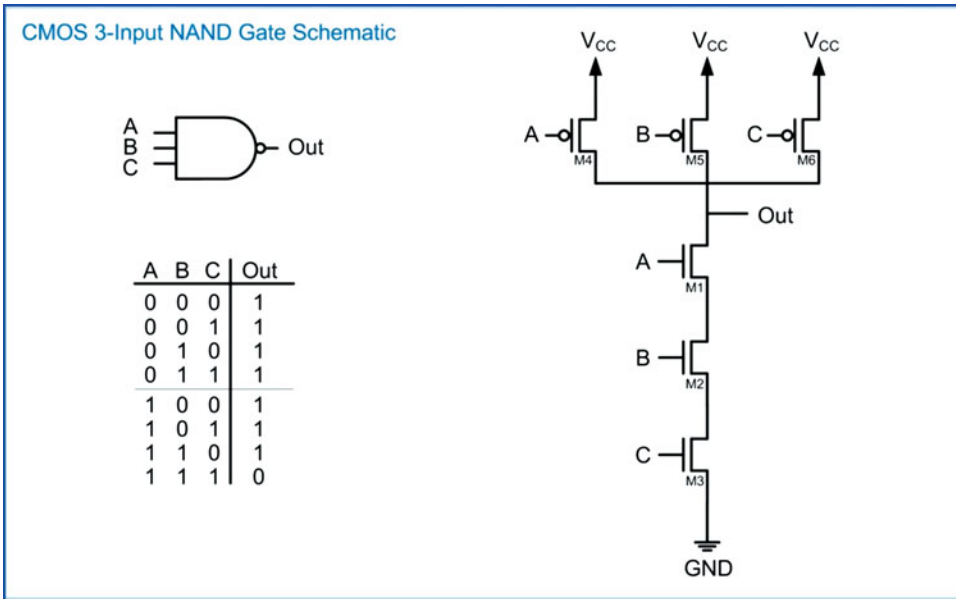 CMOS 3-Input NAND Gate Schematic
A
B
C
Out
A B C Out
0 0 0 1
0 0 1 1
0 1 0 1
0 1 1 1
1 0 0 1
1 0 1 1
1 1 0 1
1 1 1 0
VCC VCC VCC
A B C
M4 M5 M6
Out
A
M1
B
M2
C
M3
GND